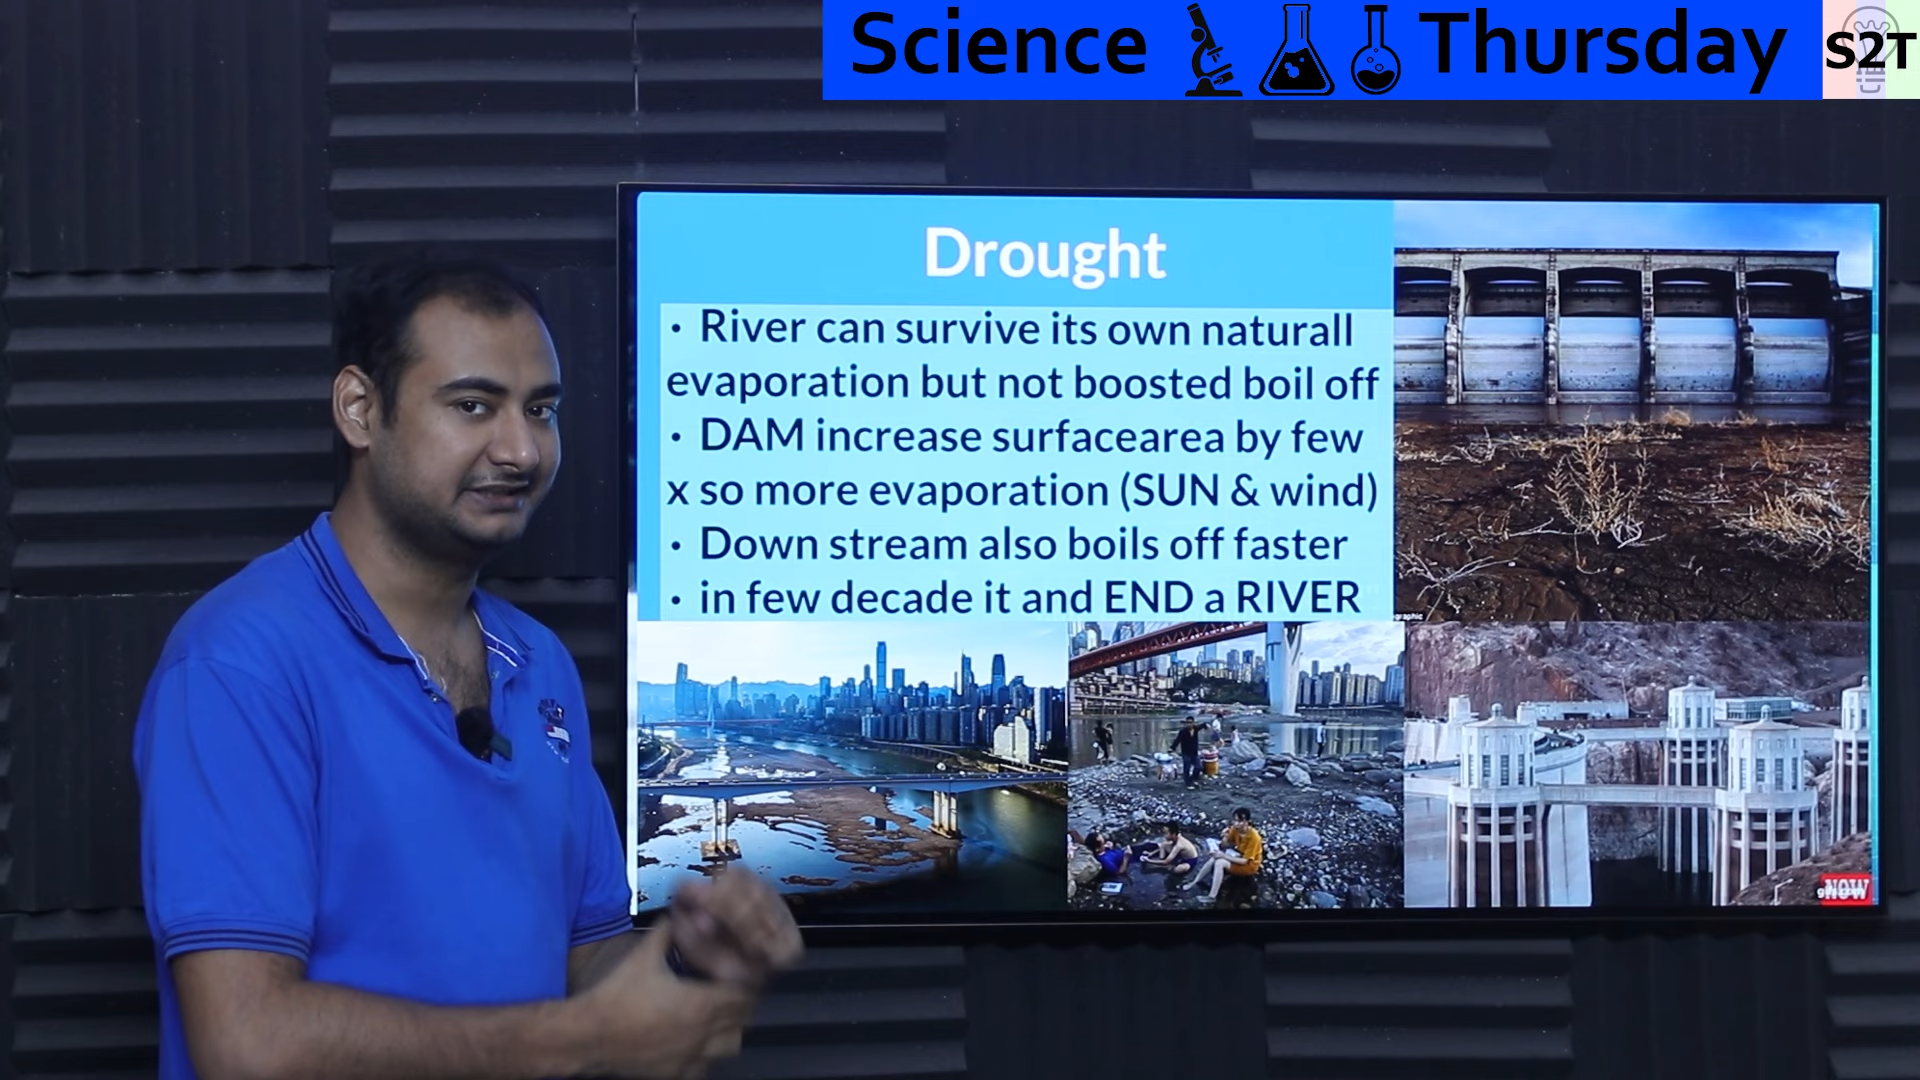 Science Thursday
S2T
Drought
• River can survive its own naturall
evaporation but not boosted boil off
• DAM increase surfacearea by few
x so more evaporation (SUN & wind)
• Down stream also boils off faster
• in few decade it and END a RIVER
NOW